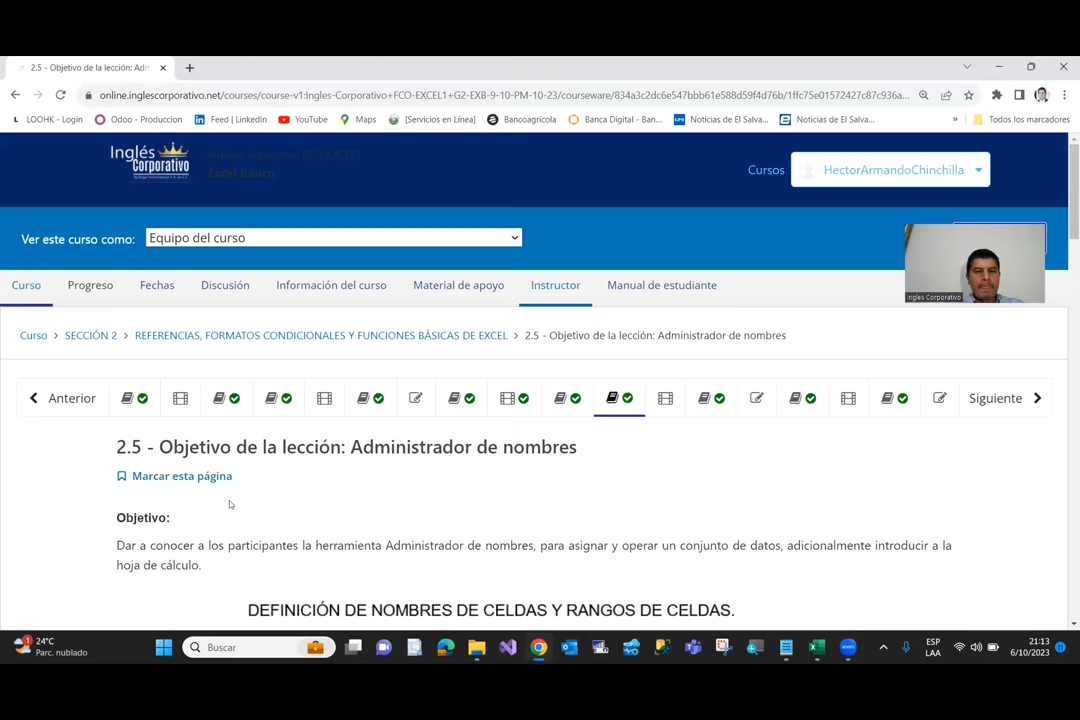 2.5 - Objetivo de la lección: Adm
online.inglescorporativo.net/courses/course-v1:Ingles-Corporativo+FCO-EXCEL1+G2-EXB-9-10-PM-10-23/courseware/834a3c2dc6e547bbb61e588d59f4d76b/1ffc75e01572427c87c936a...
LOOHK - Login
Odoo - Produccion
Feed | LinkedIn
YouTube
Maps
[Servicios en Línea]
Bancoagrícola
Banca Digital - Ban...
Noticias de El Salva...
Noticias de El Salva...
»
Todos los marcadores
Inglés
Corporativo
Excel Básico
Cursos
HectorArmandoChinchilla
Ver este curso como:
Equipo del curso
Ingles Corporativo
Curso
Progreso
Fechas
Discusión
Información del curso
Material de apoyo
Instructor
Manual de estudiante
Curso > SECCIÓN 2 > REFERENCIAS, FORMATOS CONDICIONALES Y FUNCIONES BÁSICAS DE EXCEL > 2.5 - Objetivo de la lección: Administrador de nombres
Anterior
Siguiente
2.5 - Objetivo de la lección: Administrador de nombres
Marcar esta página
Objetivo:
Dar a conocer a los participantes la herramienta Administrador de nombres, para asignar y operar un conjunto de datos, adicionalmente introducir a la
hoja de cálculo.
DEFINICIÓN DE NOMBRES DE CELDAS Y RANGOS DE CELDAS.
1
24°C
Parc. nublado
Buscar
ESP
LAA
21:13
6/10/2023